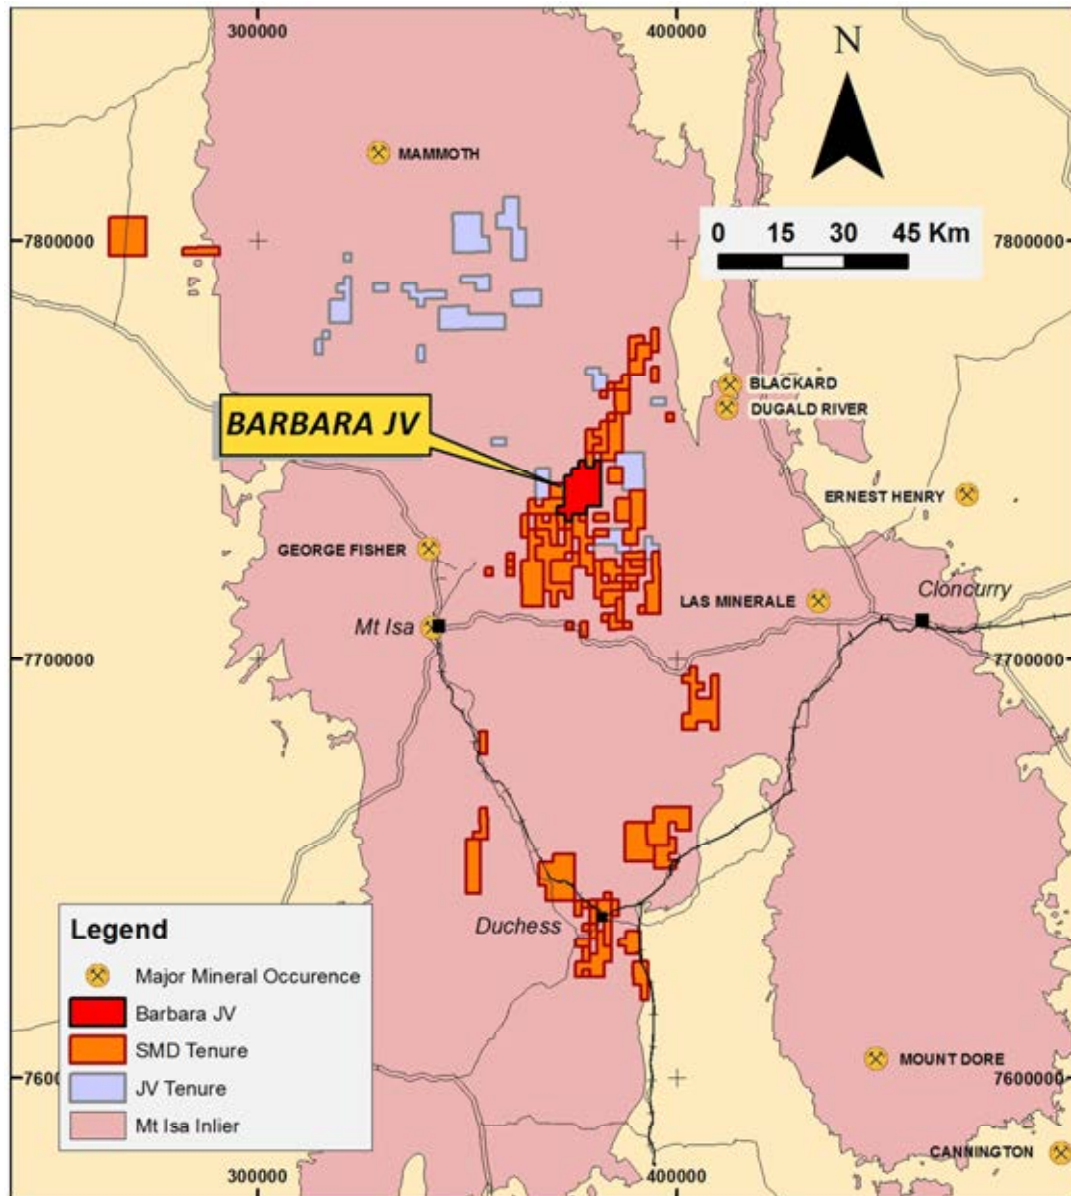 300000
400000
N
MAMMOTH
7800000
7800000
0 15 30 45 Km
BLACKARD
DUGALD RIVER
BARBARA JV
ERNEST HENRY
GEORGE FISHER
Cloncurry
LAS MINERALE
Mt Isa
7700000
7700000
Duchess
Legend
Major Mineral Occurence
Barbara JV
SMD Tenure
JV Tenure
Mt Isa Inlier
MOUNT DORE
7600000
CANNINGTON
300000
400000